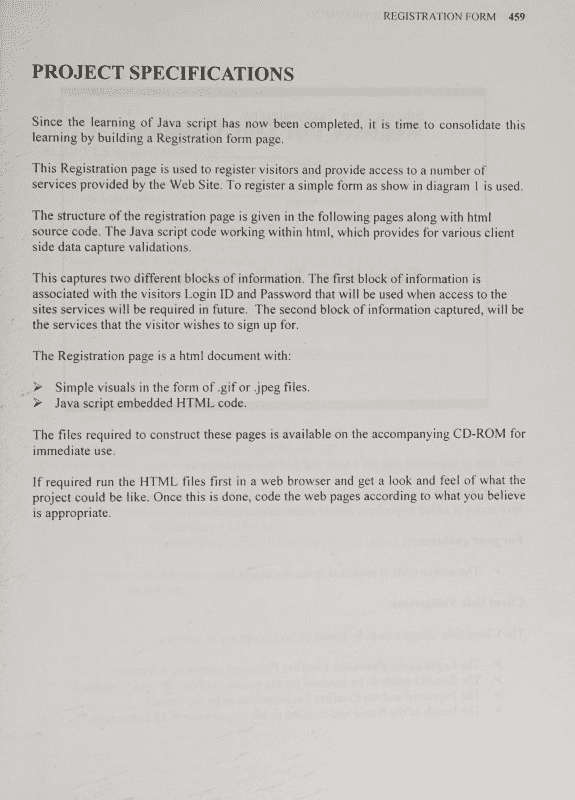 REGISTRATION FORM 459
PROJECT SPECIFICATIONS
Since the learning of Java script has now been completed, it is time to consolidate this
learning by building a Registration form page.
This Registration page is used to register visitors and provide access to a number of
services provided by the Web Site. To register a simple form as show in diagram 1 is used.
The structure of the registration page is given in the following pages along with html
source code. The Java script code working within html, which provides for various client
side data capture validations.
This captures two different blocks of information. The first block of information is
associated with the visitors Login ID and Password that will be used when access to the
sites services will be required in future. The second block of information captured, will be
the services that the visitor wishes to sign up for.
The Registration page is a html document with:
➢ Simple visuals in the form of .gif or .jpeg files.
➢ Java script embedded HTML code.
The files required to construct these pages is available on the accompanying CD-ROM for
immediate use.
If required run the HTML files first in a web browser and get a look and feel of what the
project could be like. Once this is done, code the web pages according to what you believe
is appropriate.